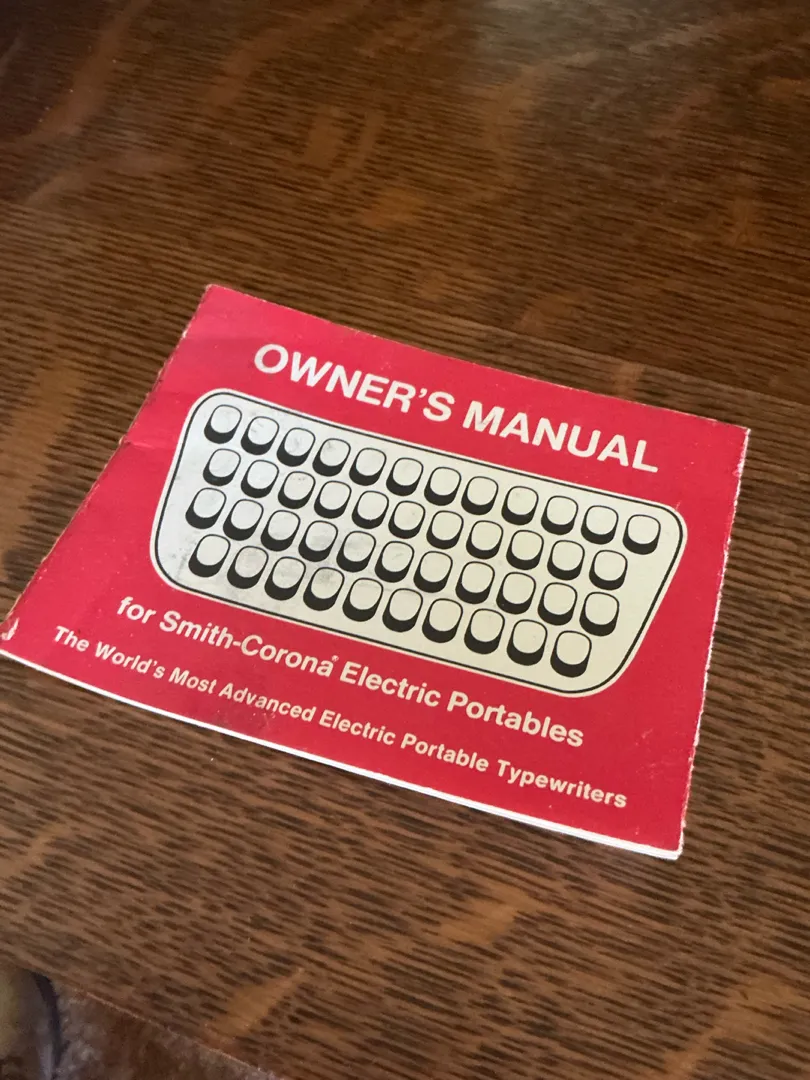 OWNER'S MANUAL
for Smith-Corona® Electric Portables
The World's Most Advanced Electric Portable Typewriters